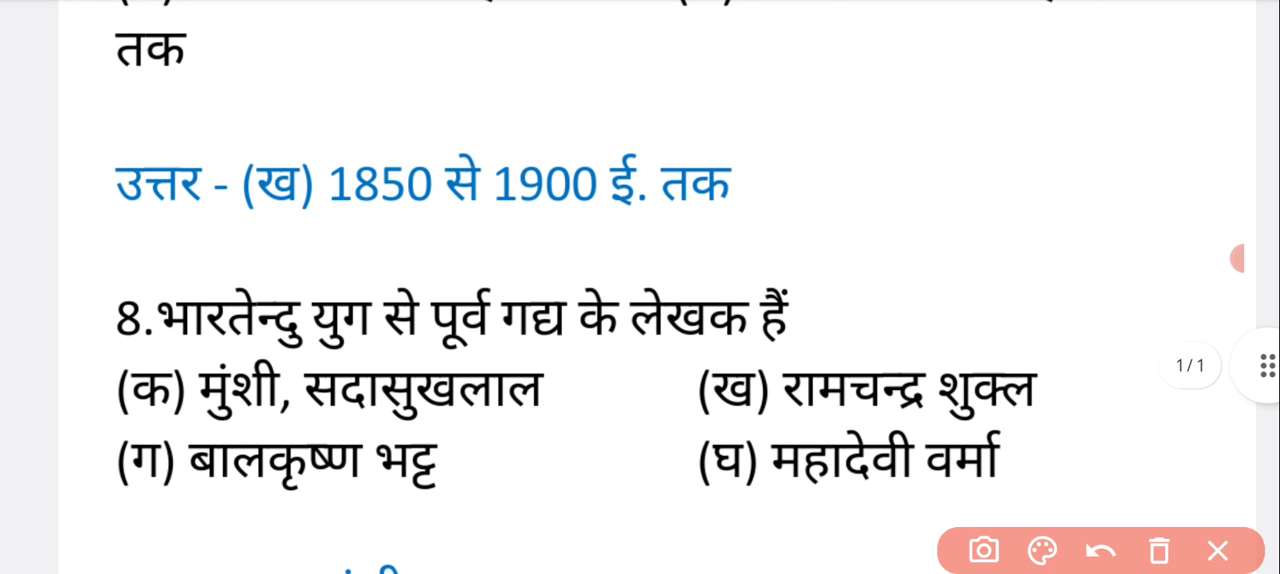 तक
उत्तर - (ख) 1850 से 1900 ई. तक
8.भारतेन्दु युग से पूर्व गद्य के लेखक हैं
(क) मुंशी, सदासुखलाल (ख) रामचन्द्र शुक्ल
1/1
(ग) बालकृष्ण भट्ट (घ) महादेवी वर्मा